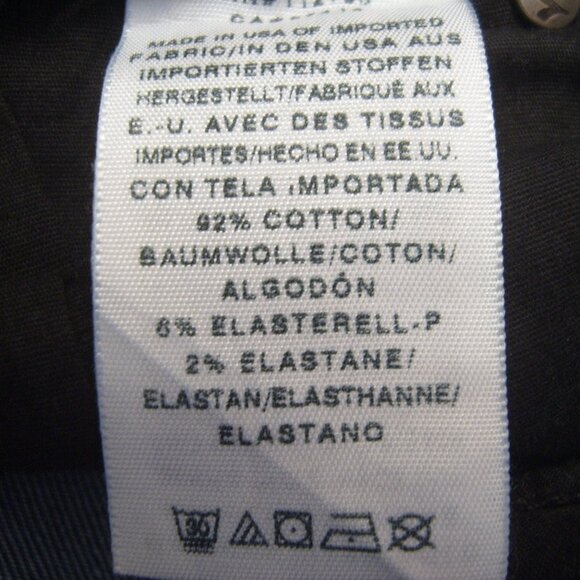 MADE IN USA OF IMPORTED
FABRIC/IN DEN USA AUS
IMPORTIERTEN STOFFEN
HERGESTELLT/FABRIQUÉ AUX
E.-U. AVEC DES TISSUS
IMPORTES/HECHO EN EE.UU.
CON TELA IMPORTADA
92% COTTON/
BAUMWOLLE/COTON/
ALGODÓN
6% ELASTERELL-P
2% ELASTANE/
ELASTAN/ELASTHANNE/
ELASTANO
30